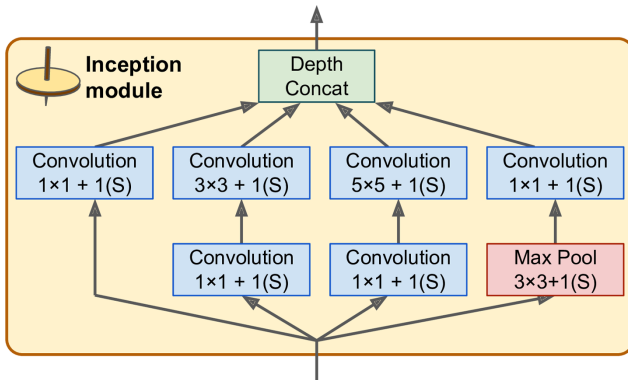 Inception
module
Depth
Concat
Convolution
1×1 + 1(S)
Convolution
3×3 + 1(S)
Convolution
5×5 + 1(S)
Convolution
1×1 + 1(S)
Convolution
1×1 + 1(S)
Convolution
1×1 + 1(S)
Max Pool
3×3+1(S)